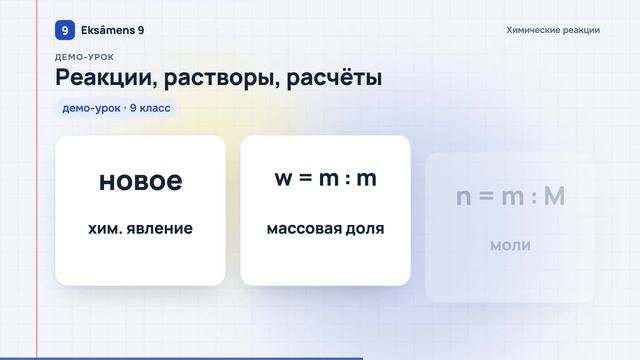 9 Eksāmens 9
Химические реакции
ДЕМО-УРОК
Реакции, растворы, расчёты
демо-урок · 9 класс
новое
хим. явление
w = m : m
массовая доля
n = m : M
моли